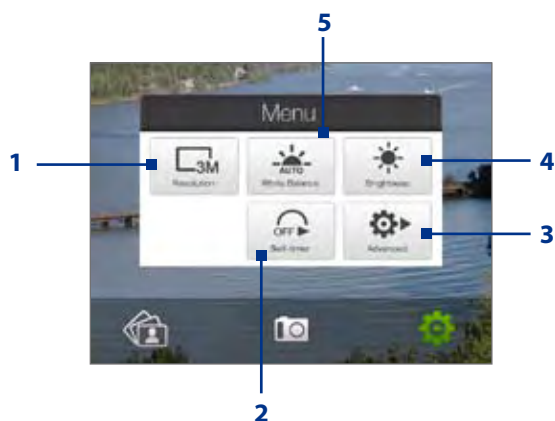 5
Menu
1
3M
AUTO
4
Resolution
White Balance
Brightness
OFF
3
Self-timer
Advanced
2